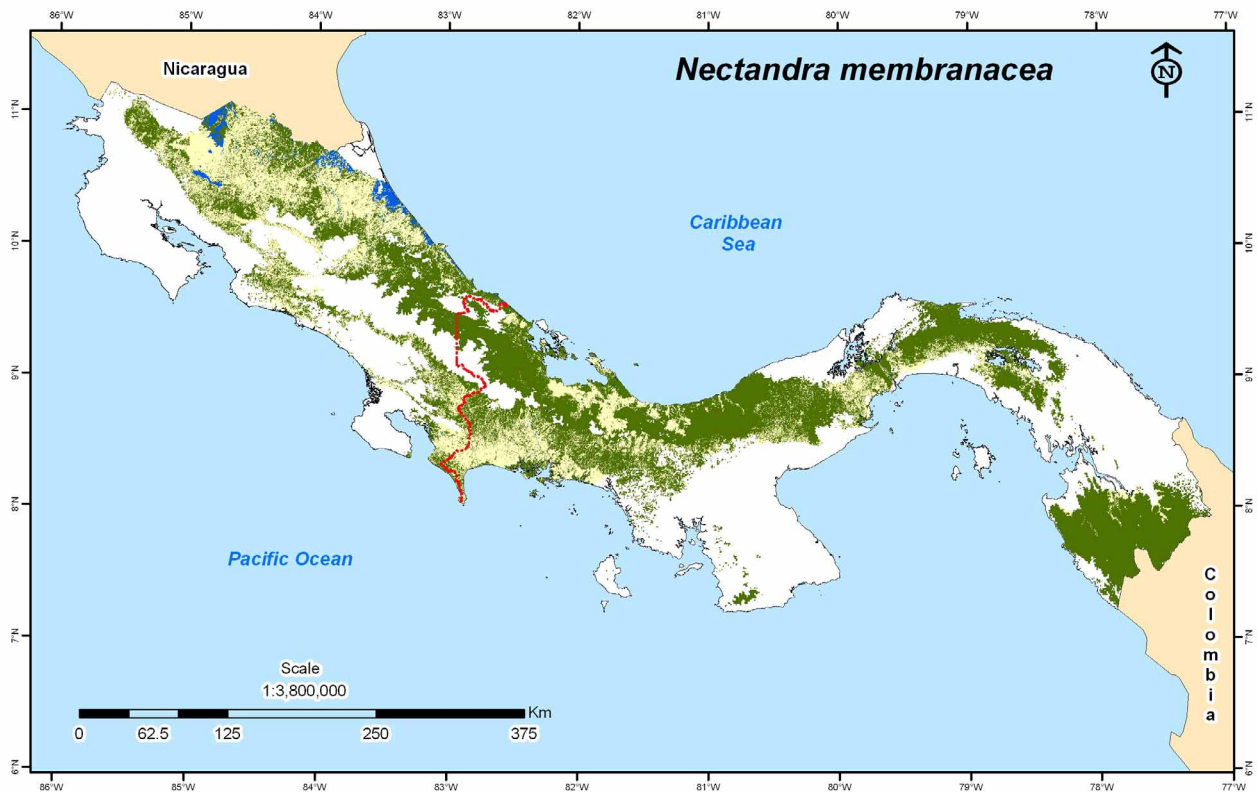 86°W 85°W 84°W 83°W 82°W 81°W 80°W 79°W 78°W 77°W
Nectandra membranacea
N
Nicaragua
11°N 11°N
Caribbean
Sea
10°N 10°N
9°N 9°N
8°N 8°N
Pacific Ocean
Colombia
7°N 7°N
Scale
1:3,800,000
Km
0 62.5 125 250 375
6°N 6°N
86°W 85°W 84°W 83°W 82°W 81°W 80°W 79°W 78°W 77°W